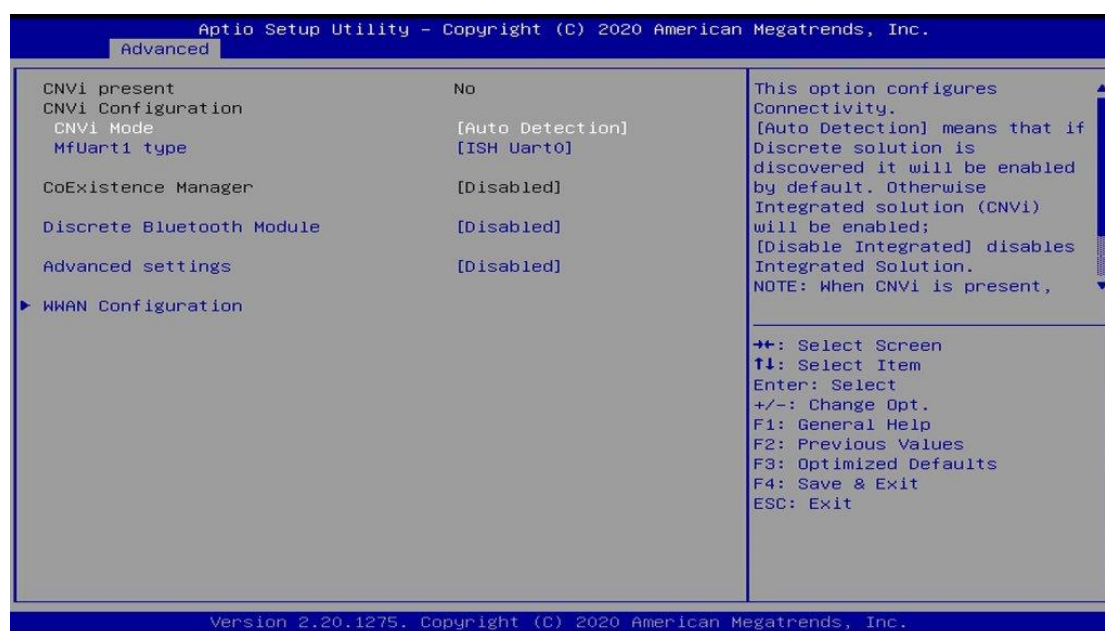 Aptio Setup Utility – Copyright (C) 2020 American Megatrends, Inc.
Advanced
CNVi present No
CNVi Configuration
CNVi Mode [Auto Detection]
MfUart1 type [ISH Uart0]
CoExistence Manager [Disabled]
Discrete Bluetooth Module [Disabled]
Advanced settings [Disabled]
► WWAN Configuration
This option configures
Connectivity.
[Auto Detection] means that if
Discrete solution is
discovered it will be enabled
by default. Otherwise
Integrated solution (CNVi)
will be enabled;
[Disable Integrated] disables
Integrated Solution.
NOTE: When CNVi is present,
→←: Select Screen
↑↓: Select Item
Enter: Select
+/-: Change Opt.
F1: General Help
F2: Previous Values
F3: Optimized Defaults
F4: Save & Exit
ESC: Exit
Version 2.20.1275. Copyright (C) 2020 American Megatrends, Inc.